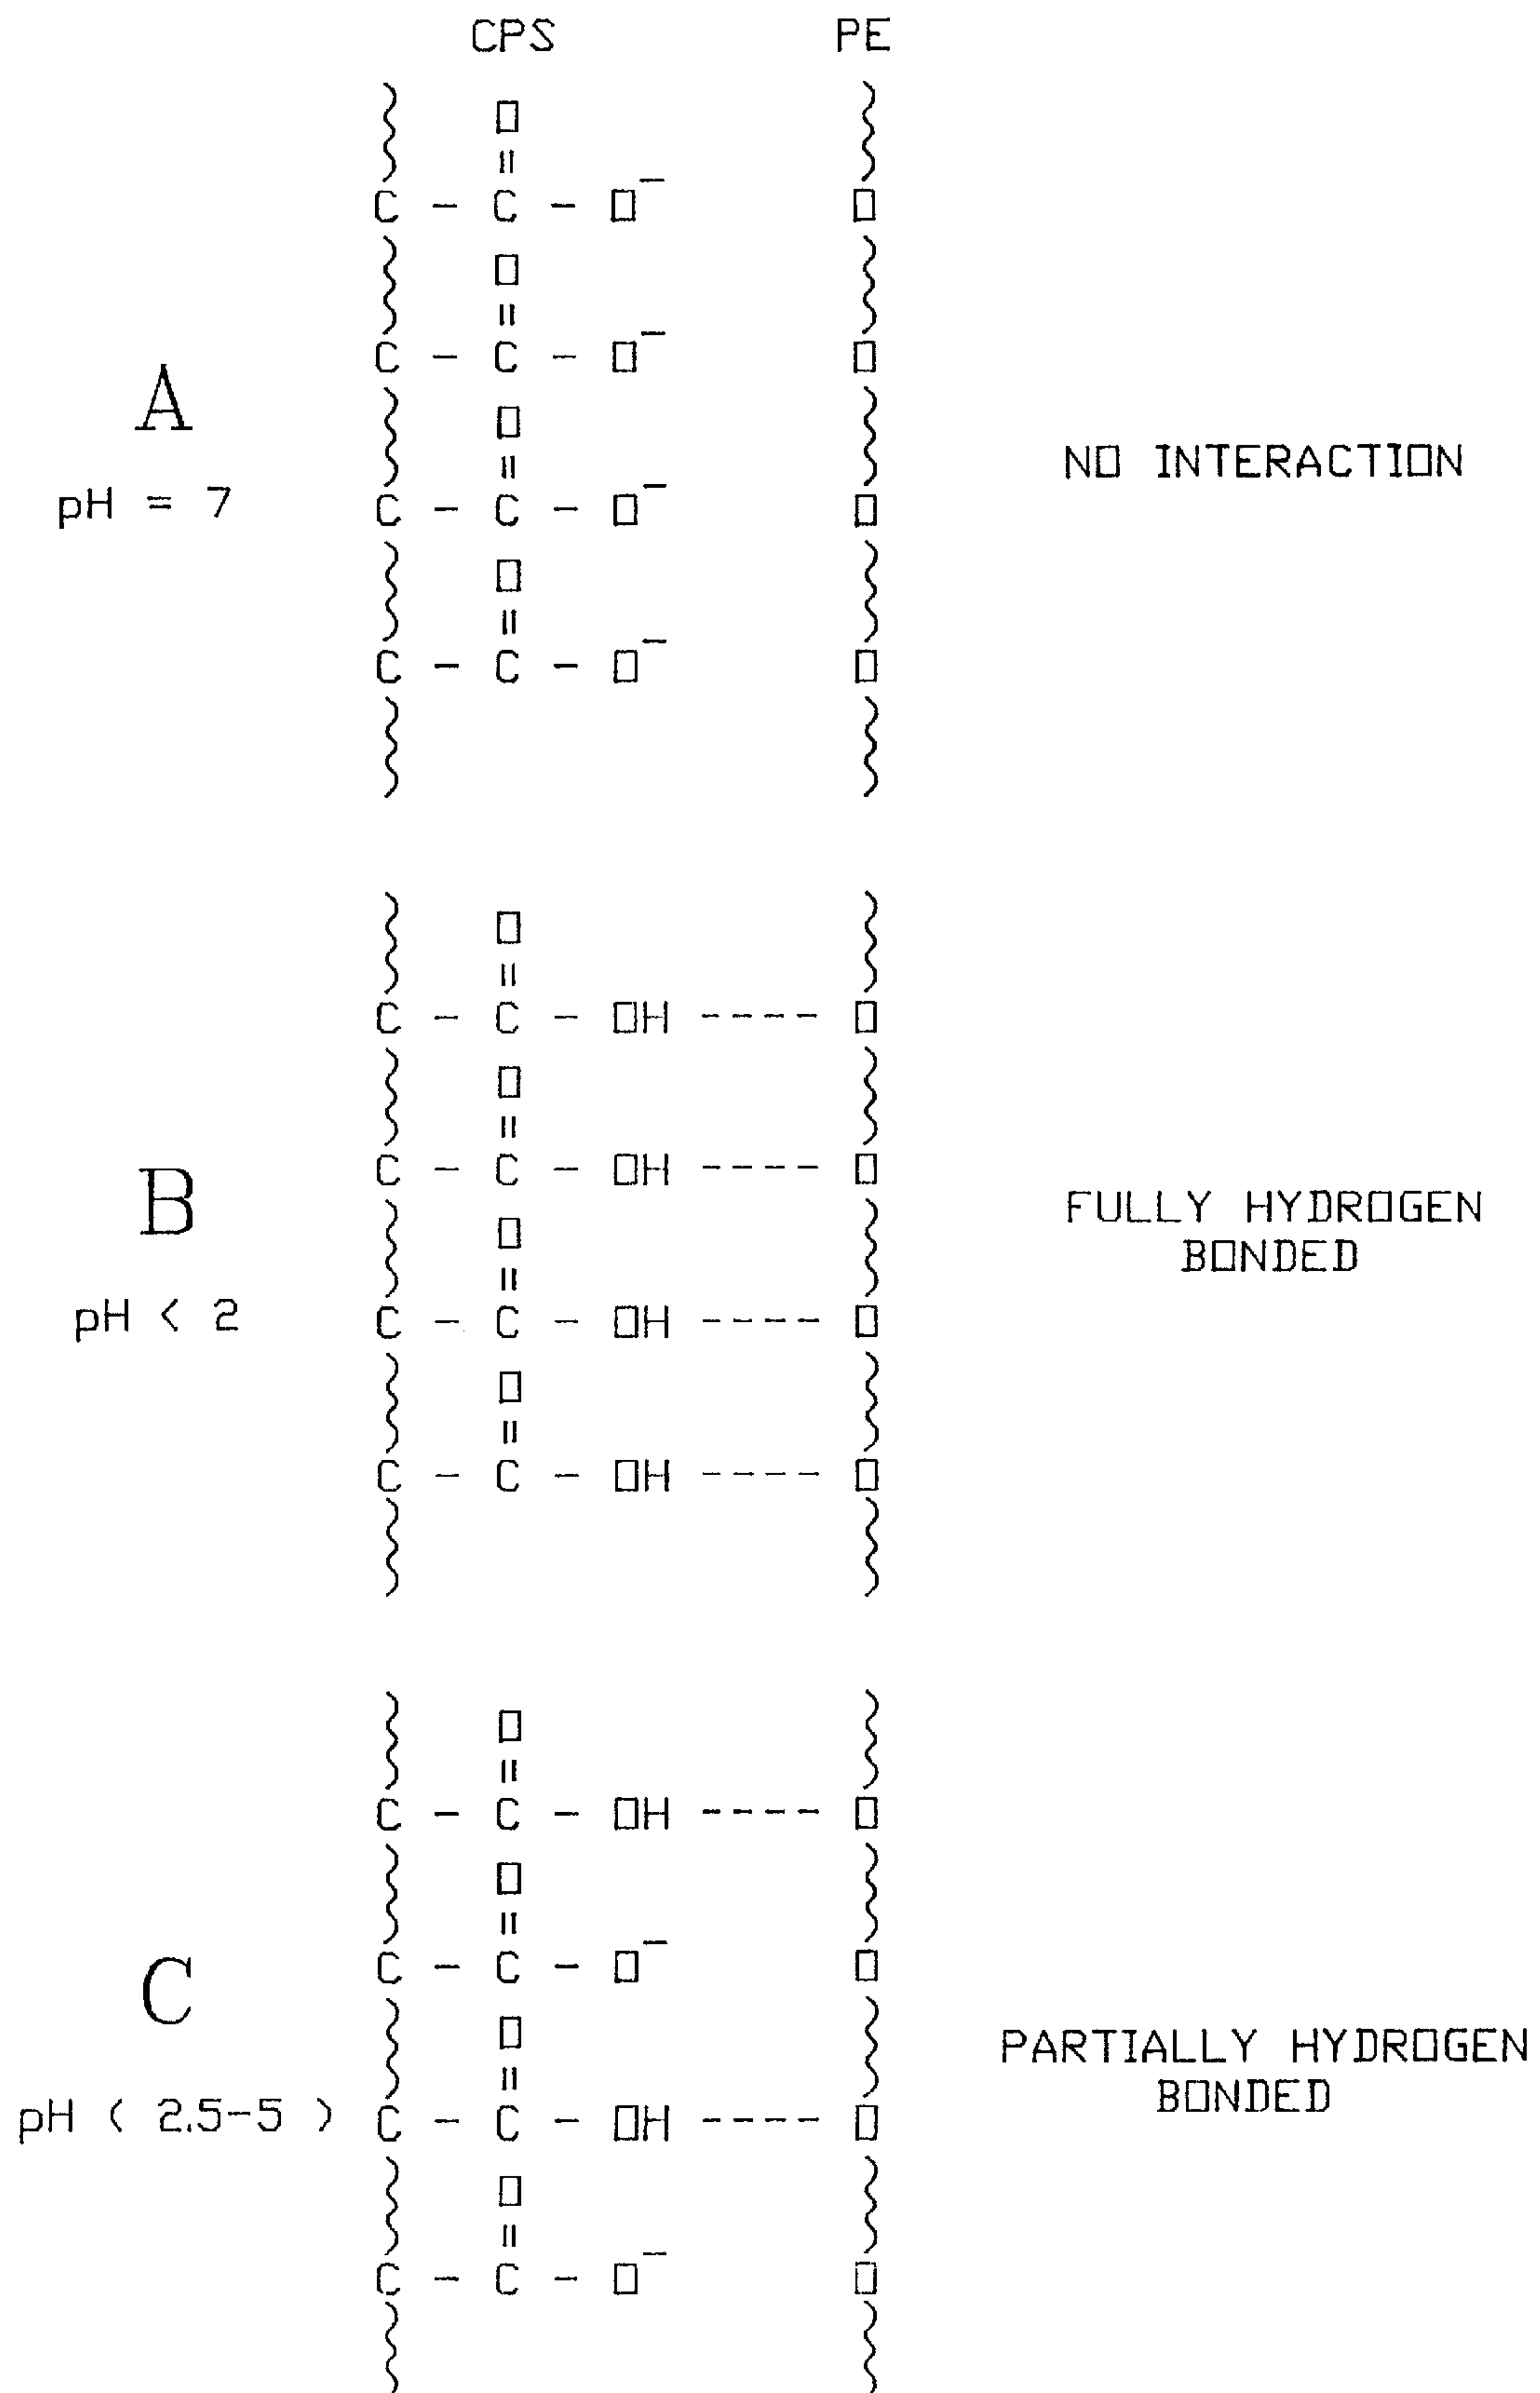 CPS PE
O
=
C - C - O⁻ O
O
=
C - C - O⁻ O
A
O
=
NO INTERACTION
pH = 7
C - C - O⁻ O
O
=
C - C - O⁻ O
O
=
C - C - OH ---- O
O
=
C - C - OH ---- O
B
FULLY HYDROGEN
O
BONDED
=
pH < 2
C - C - OH ---- O
O
=
C - C - OH ---- O
O
=
C - C - OH ---- O
O
=
C - C - O⁻ O
C
O
PARTIALLY HYDROGEN
=
BONDED
pH ( 2.5-5 )
C - C - OH ---- O
O
=
C - C - O⁻ O